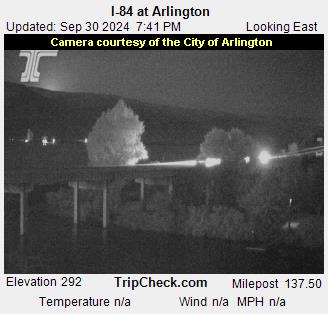 I-84 at Arlington
Updated: Sep 30 2024 7:41 PM Looking East
Camera courtesy of the City of Arlington
Elevation 292 TripCheck.com Milepost 137.50
Temperature n/a Wind n/a MPH n/a